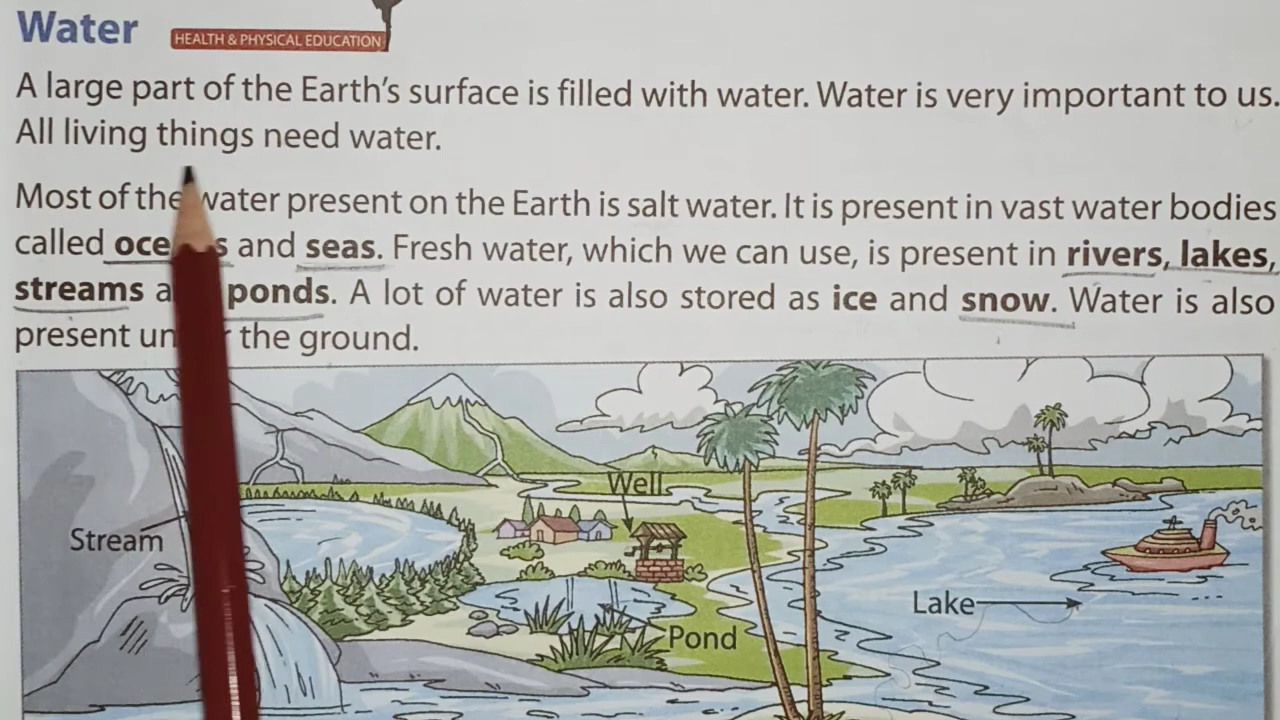 Water
HEALTH & PHYSICAL EDUCATION
A large part of the Earth's surface is filled with water. Water is very important to us.
All living things need water.
Most of the water present on the Earth is salt water. It is present in vast water bodies
called and seas. Fresh water, which we can use, is present in rivers, lakes,
streams ponds. A lot of water is also stored as ice and snow. Water is also
present the ground.
Well
Stream
Lake
Pond